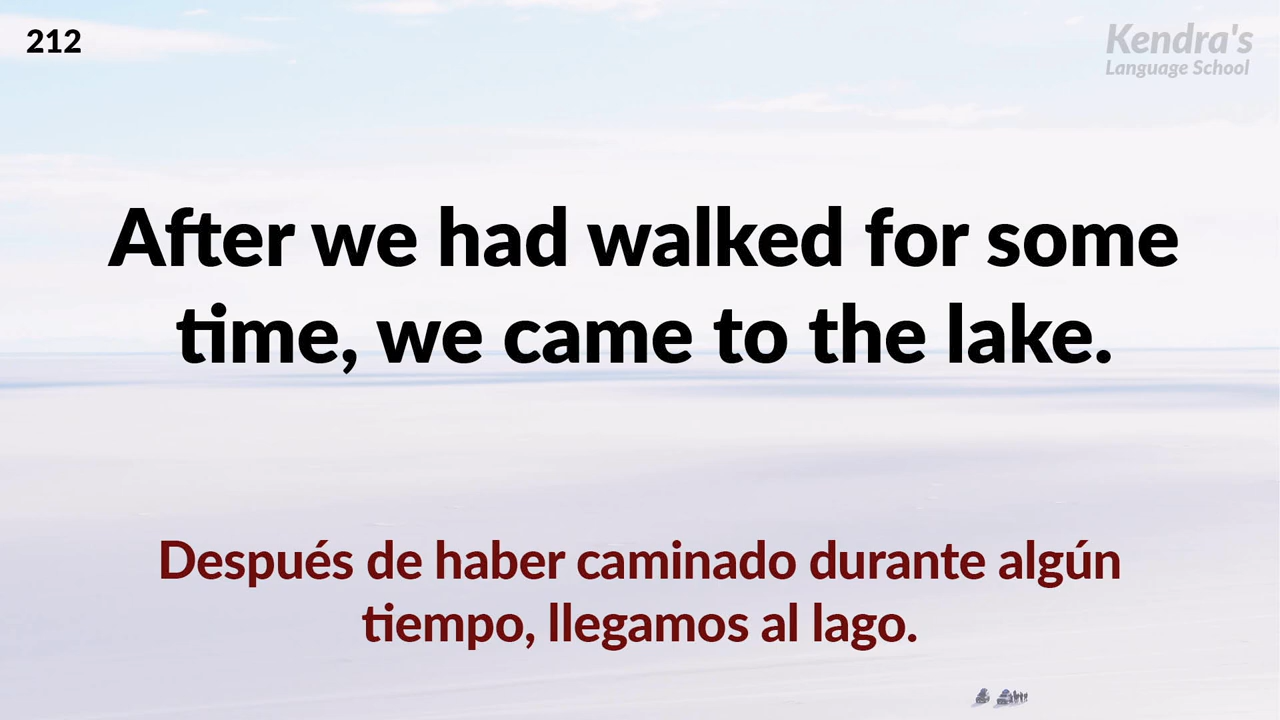 212
Kendra's
Language School
After we had walked for some
time, we came to the lake.
Después de haber caminado durante algún
tiempo, llegamos al lago.